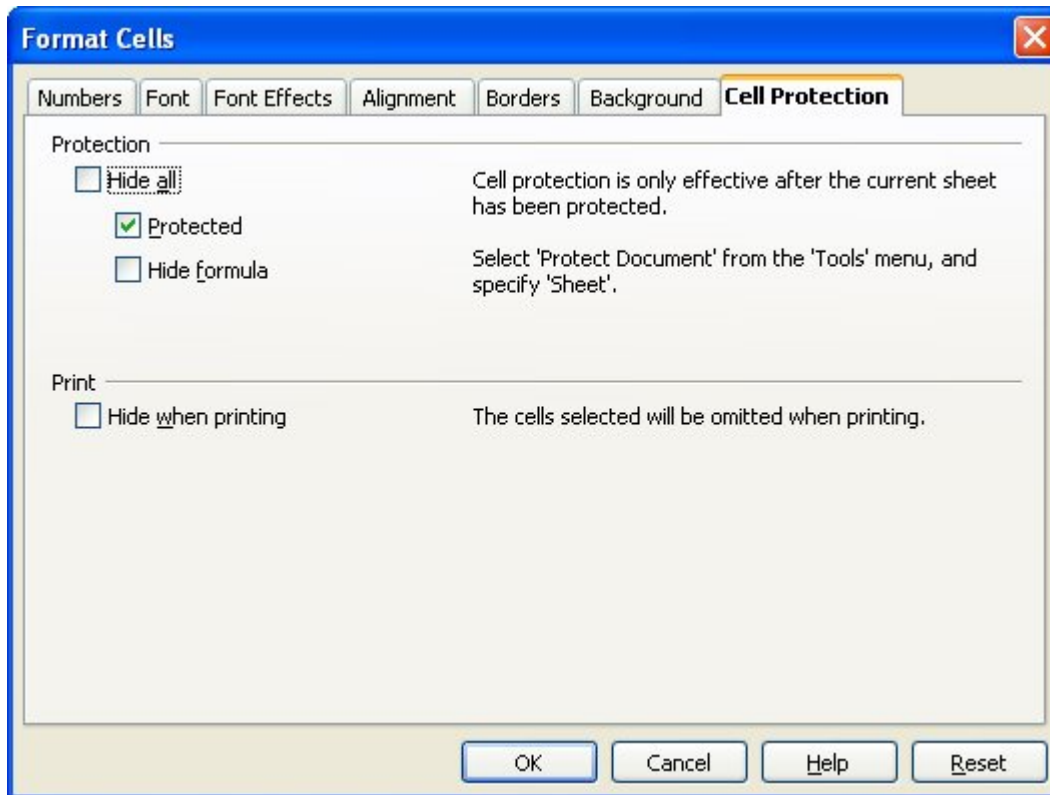 Format Cells
Numbers Font Font Effects Alignment Borders Background Cell Protection
Protection
Hide all
Cell protection is only effective after the current sheet
has been protected.
Protected
Hide formula
Select 'Protect Document' from the 'Tools' menu, and
specify 'Sheet'.
Print
Hide when printing
The cells selected will be omitted when printing.
OK Cancel Help Reset